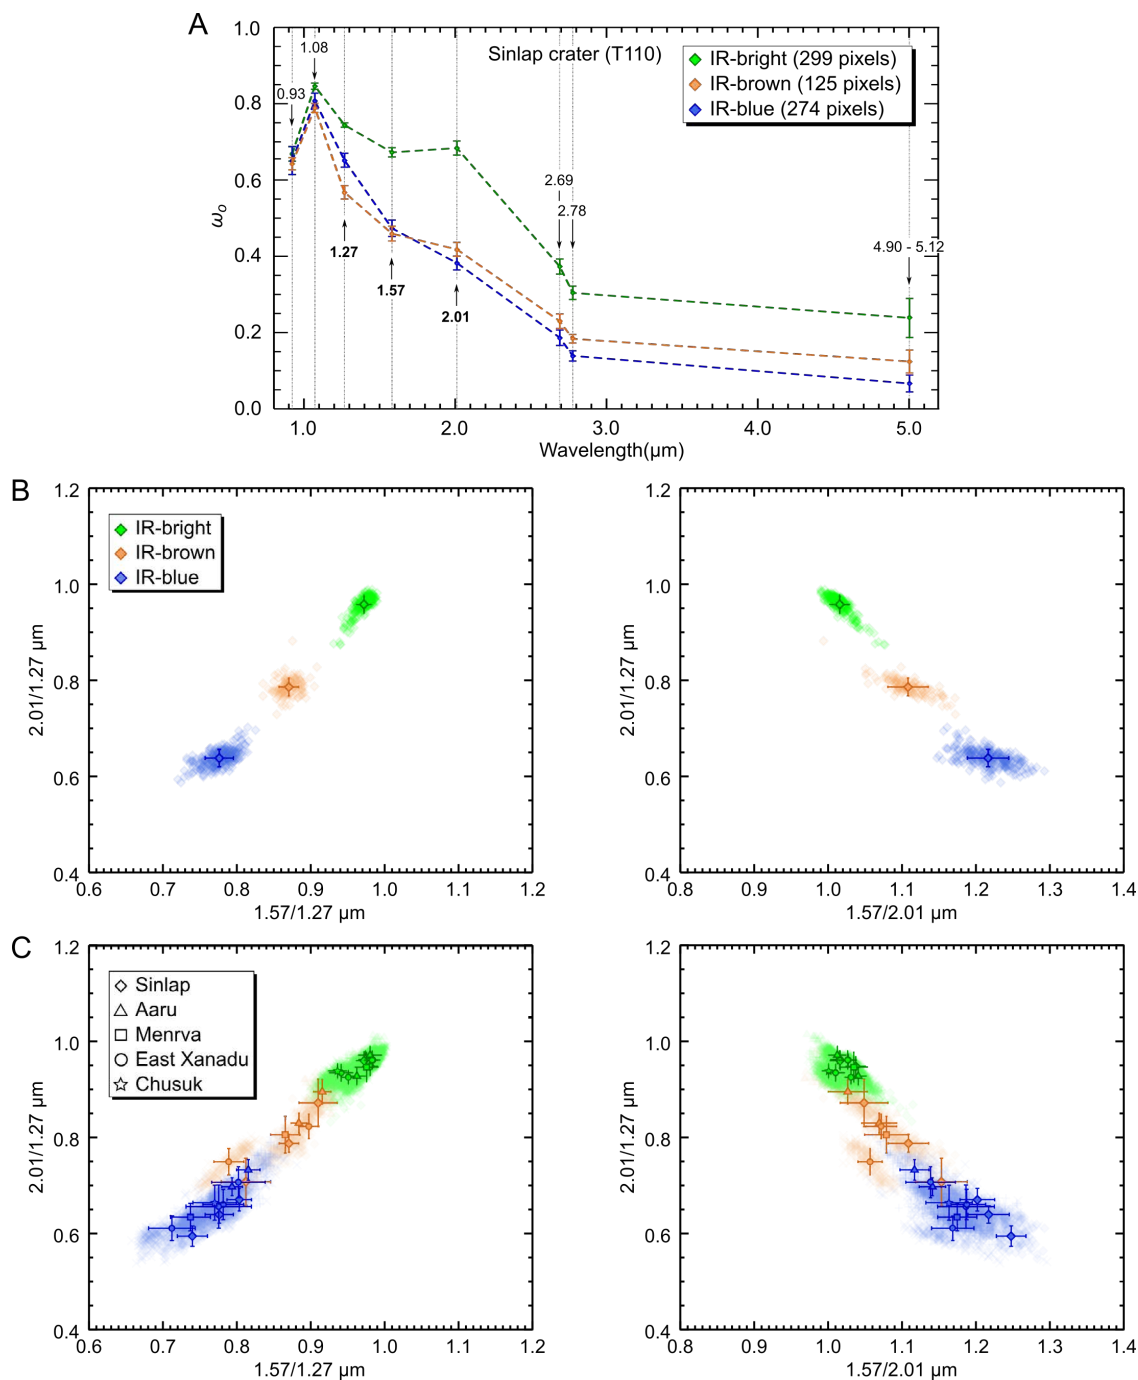 A
Sinlap crater (T110)
IR-bright (299 pixels)
IR-brown (125 pixels)
IR-blue (274 pixels)
0.93
1.08
1.27
1.57
2.01
2.69
2.78
4.90 - 5.12
ωo
1.0
0.8
0.6
0.4
0.2
0.0
1.0 2.0 3.0 4.0 5.0
Wavelength(μm)
B
IR-bright
IR-brown
IR-blue
2.01/1.27 μm
1.2
1.0
0.8
0.6
0.4
0.6 0.7 0.8 0.9 1.0 1.1 1.2
1.57/1.27 μm
2.01/1.27 μm
1.2
1.0
0.8
0.6
0.4
0.8 0.9 1.0 1.1 1.2 1.3 1.4
1.57/2.01 μm
C
Sinlap
Aaru
Menrva
East Xanadu
Chusuk
2.01/1.27 μm
1.2
1.0
0.8
0.6
0.4
0.6 0.7 0.8 0.9 1.0 1.1 1.2
1.57/1.27 μm
2.01/1.27 μm
1.2
1.0
0.8
0.6
0.4
0.8 0.9 1.0 1.1 1.2 1.3 1.4
1.57/2.01 μm